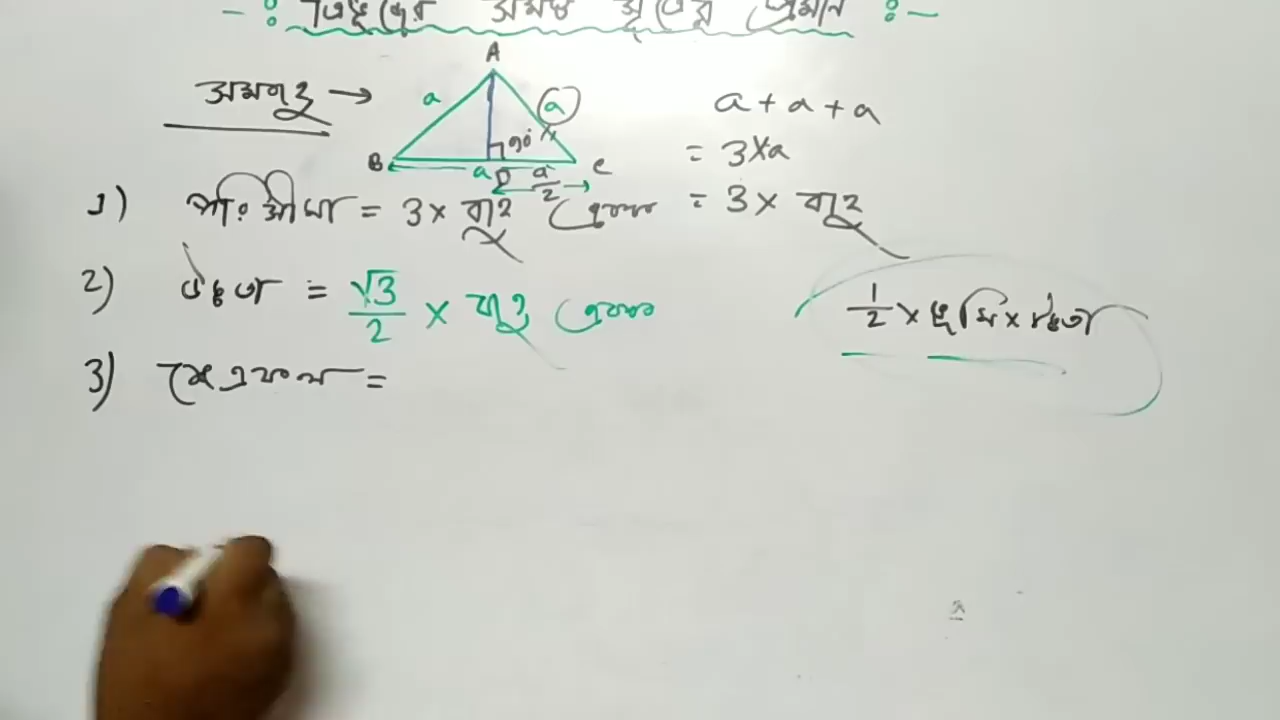 ত্রিভুজের সমস্ত সূত্রের প্রমান
সমবাহু →
A
a
a
90°
B
a
D
a/2
C
a + a + a
= 3×a
= 3 × বাহু
1) পরিসীমা = 3 × বাহু একক
2) উচ্চতা = √3/2 × বাহু একক
1/2 × ভূমি × উচ্চতা
3) ক্ষেত্রফল =